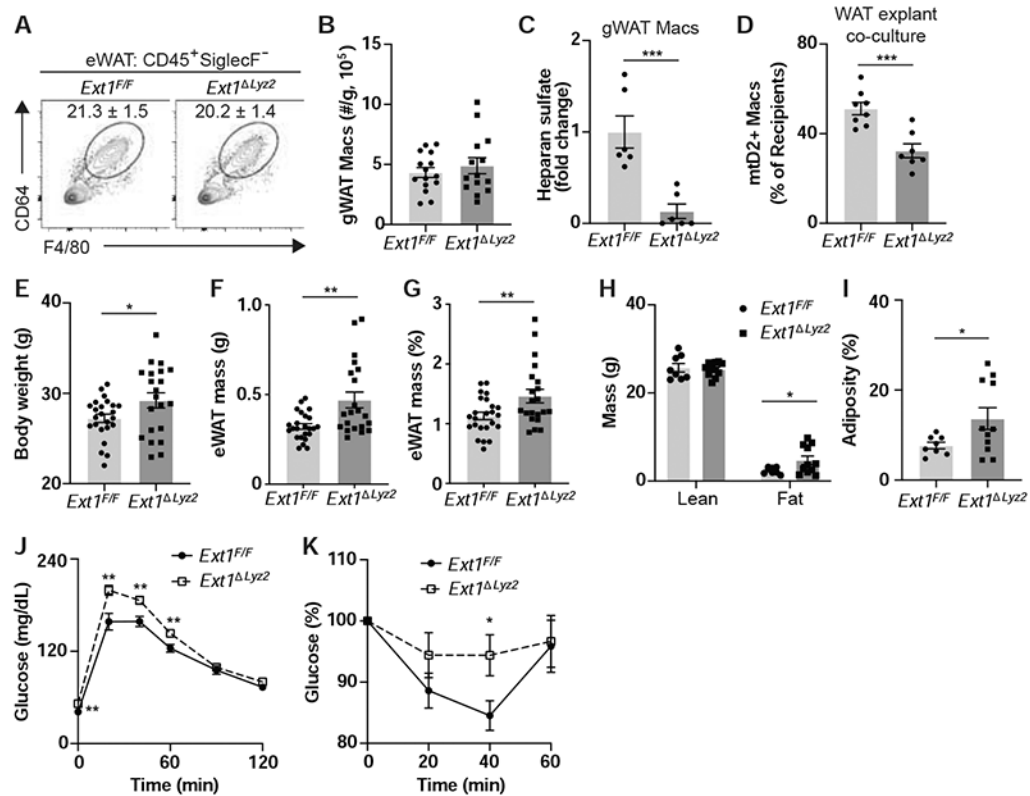 A
eWAT: CD45+SiglecF−
Ext1F/F
Ext1ΔLyz2
21.3 ± 1.5
20.2 ± 1.4
CD64
F4/80
B
gWAT Macs (#/g, 10⁵)
15
10
5
0
Ext1F/F
Ext1ΔLyz2
C
gWAT Macs
***
Heparan sulfate
(fold change)
2
1
0
Ext1F/F
Ext1ΔLyz2
D
WAT explant
co-culture
***
mtD2+ Macs
(% of Recipients)
80
40
0
Ext1F/F
Ext1ΔLyz2
E
*
Body weight (g)
40
30
20
Ext1F/F
Ext1ΔLyz2
F
**
eWAT mass (g)
1.0
0.5
0
Ext1F/F
Ext1ΔLyz2
G
**
eWAT mass (%)
3
2
1
0
Ext1F/F
Ext1ΔLyz2
H
Ext1F/F
Ext1ΔLyz2
*
Mass (g)
40
20
0
Lean
Fat
I
*
Adiposity (%)
40
20
0
Ext1F/F
Ext1ΔLyz2
J
Ext1F/F
Ext1ΔLyz2
Glucose (mg/dL)
240
120
0
**
**
**
**
0
60
120
Time (min)
K
Ext1F/F
Ext1ΔLyz2
*
Glucose (%)
110
100
90
80
0
20
40
60
Time (min)